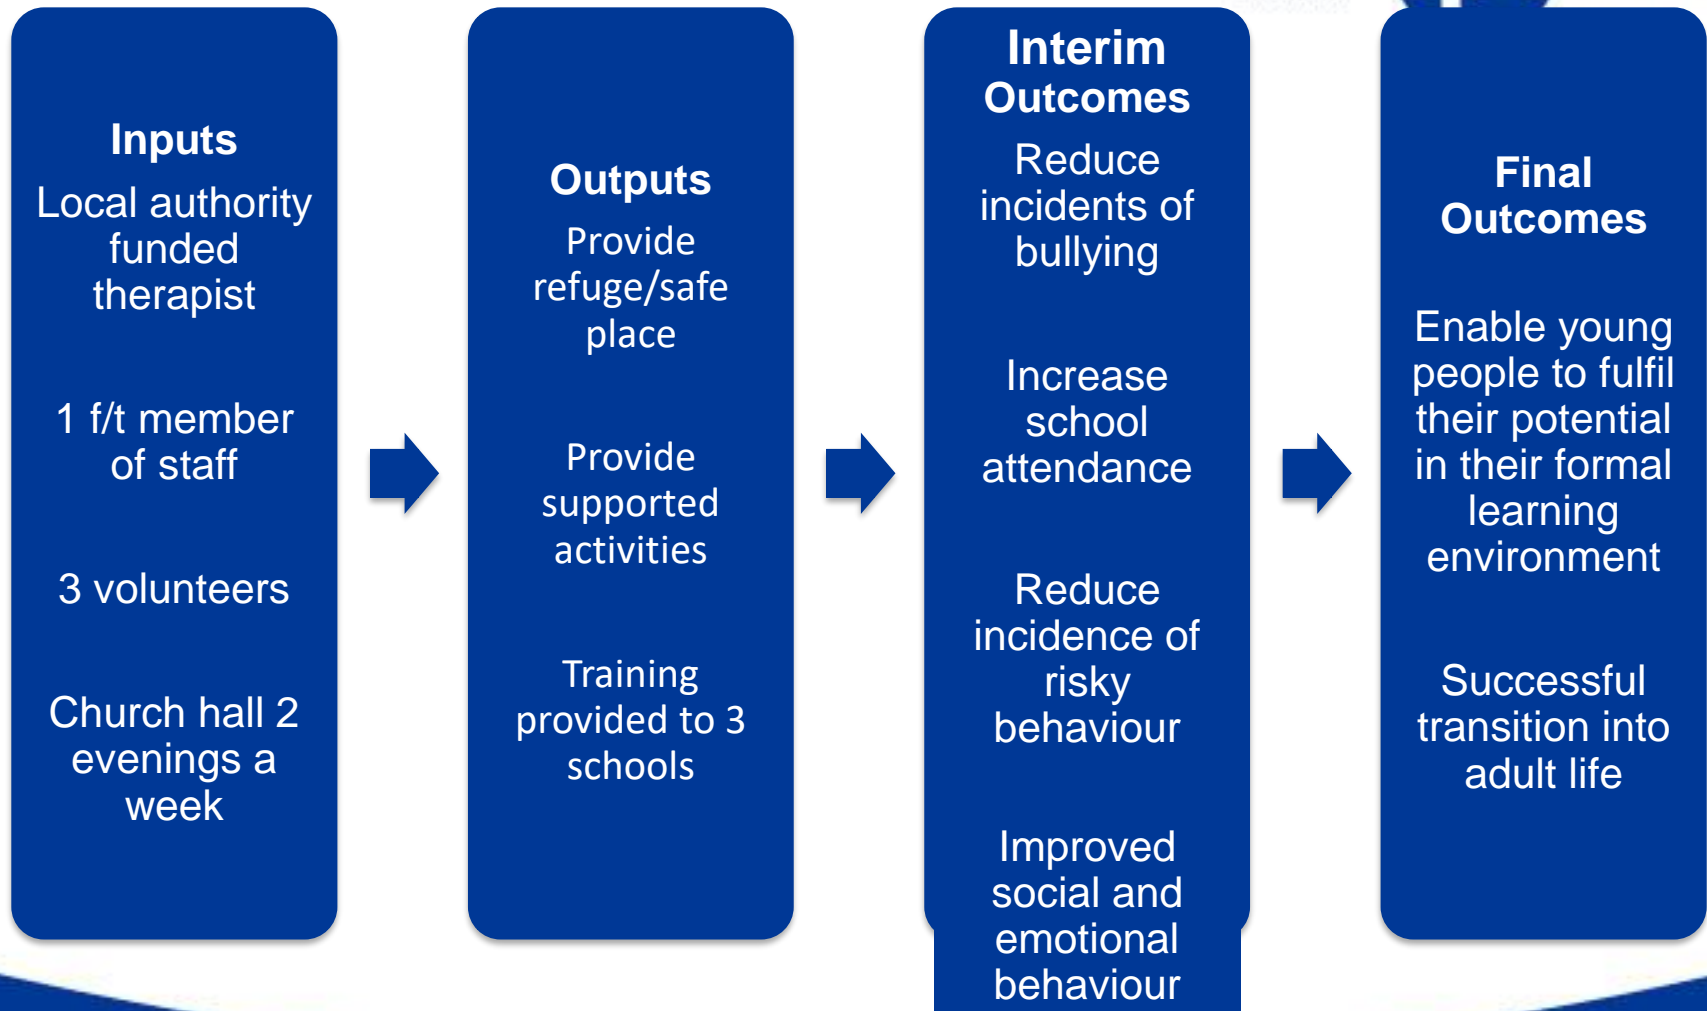 Inputs
Local authority
funded
therapist
1 f/t member
of staff
3 volunteers
Church hall 2
evenings a
week
Outputs
Provide
refuge/safe
place
Provide
supported
activities
Training
provided to 3
schools
Interim
Outcomes
Reduce
incidents of
bullying
Increase
school
attendance
Reduce
incidence of
risky
behaviour
Improved
social and
emotional
behaviour
Final
Outcomes
Enable young
people to fulfil
their potential
in their formal
learning
environment
Successful
transition into
adult life